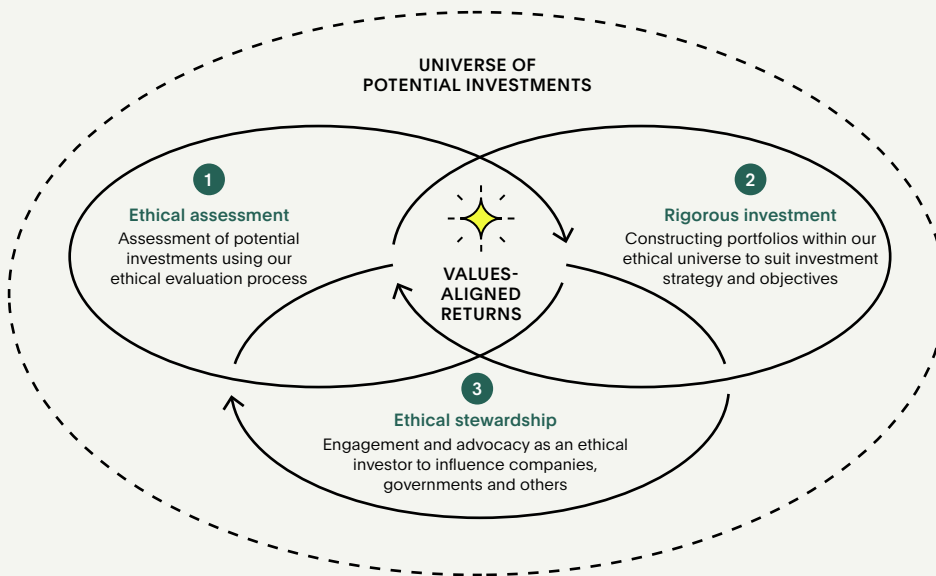 UNIVERSE OF
POTENTIAL INVESTMENTS
1
Ethical assessment
Assessment of potential
investments using our
ethical evaluation process
2
Rigorous investment
Constructing portfolios within our
ethical universe to suit investment
strategy and objectives
VALUES-
ALIGNED
RETURNS
3
Ethical stewardship
Engagement and advocacy as an ethical
investor to influence companies,
governments and others